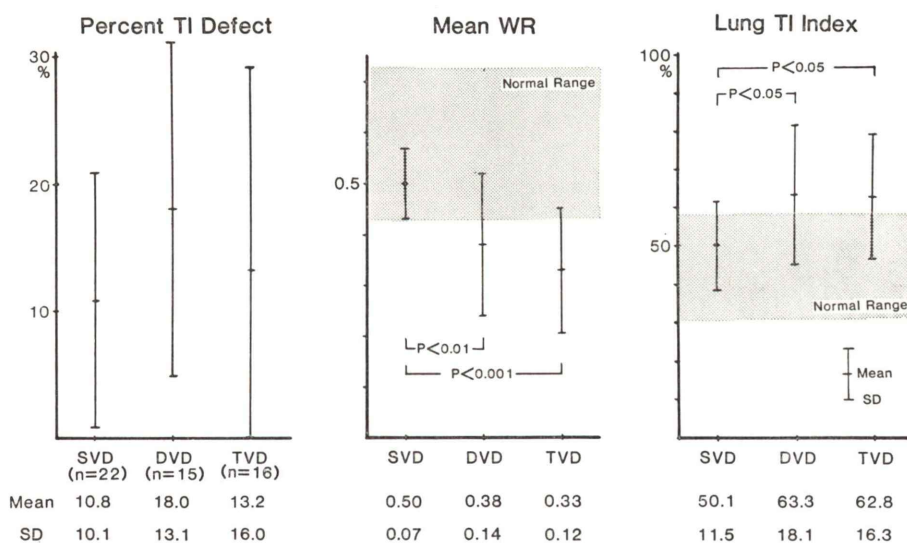 Percent Tl Defect
30
%
20
10
SVD DVD TVD
(n=22) (n=15) (n=16)
Mean 10.8 18.0 13.2
SD 10.1 13.1 16.0
Mean WR
Normal Range
0.5
P<0.01
P<0.001
SVD DVD TVD
0.50 0.38 0.33
0.07 0.14 0.12
Lung Tl Index
100
%
P<0.05
P<0.05
50
Normal Range
Mean
SD
SVD DVD TVD
50.1 63.3 62.8
11.5 18.1 16.3